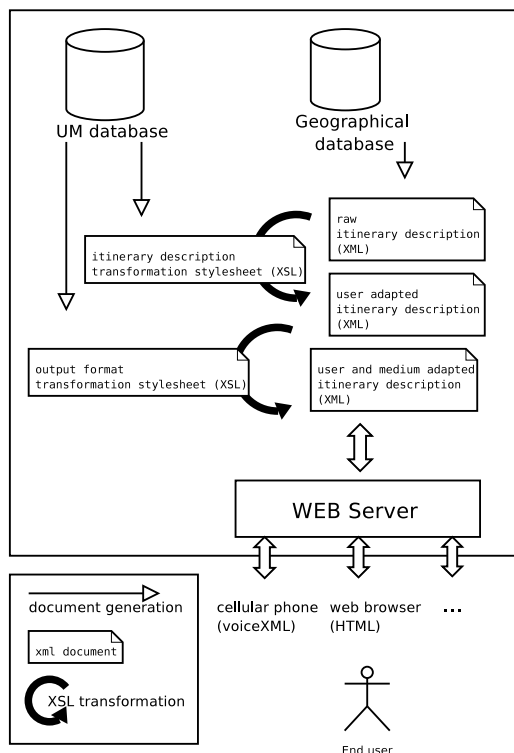 UM database
Geographical
database
raw
itinerary description
(XML)
itinerary description
transformation stylesheet (XSL)
user adapted
itinerary description
(XML)
output format
transformation stylesheet (XSL)
user and medium adapted
itinerary description
(XML)
WEB Server
document generation
xml document
XSL transformation
cellular phone
(voiceXML)
web browser
(HTML)
...
End user